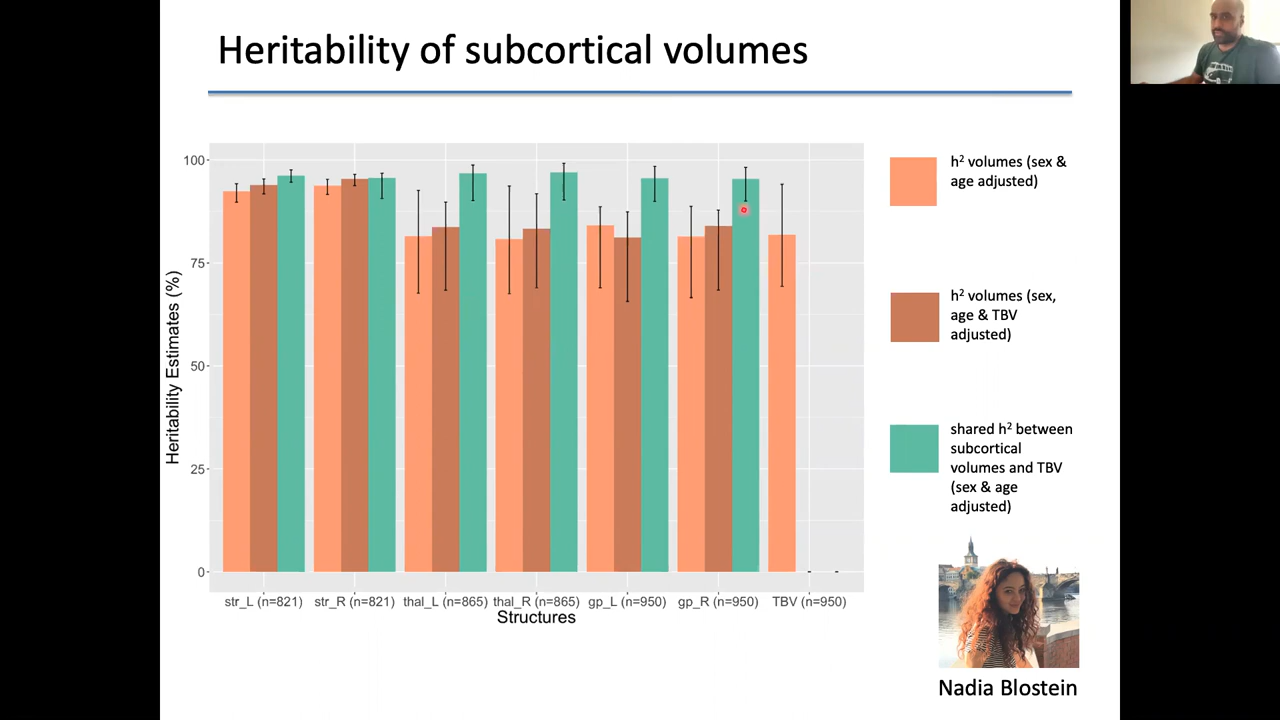 Heritability of subcortical volumes
100
75
50
25
0
Heritability Estimates (%)
str_L (n=821)
str_R (n=821)
thal_L (n=865)
thal_R (n=865)
gp_L (n=950)
gp_R (n=950)
TBV (n=950)
Structures
h² volumes (sex &
age adjusted)
h² volumes (sex,
age & TBV
adjusted)
shared h² between
subcortical
volumes and TBV
(sex & age
adjusted)
Nadia Blostein